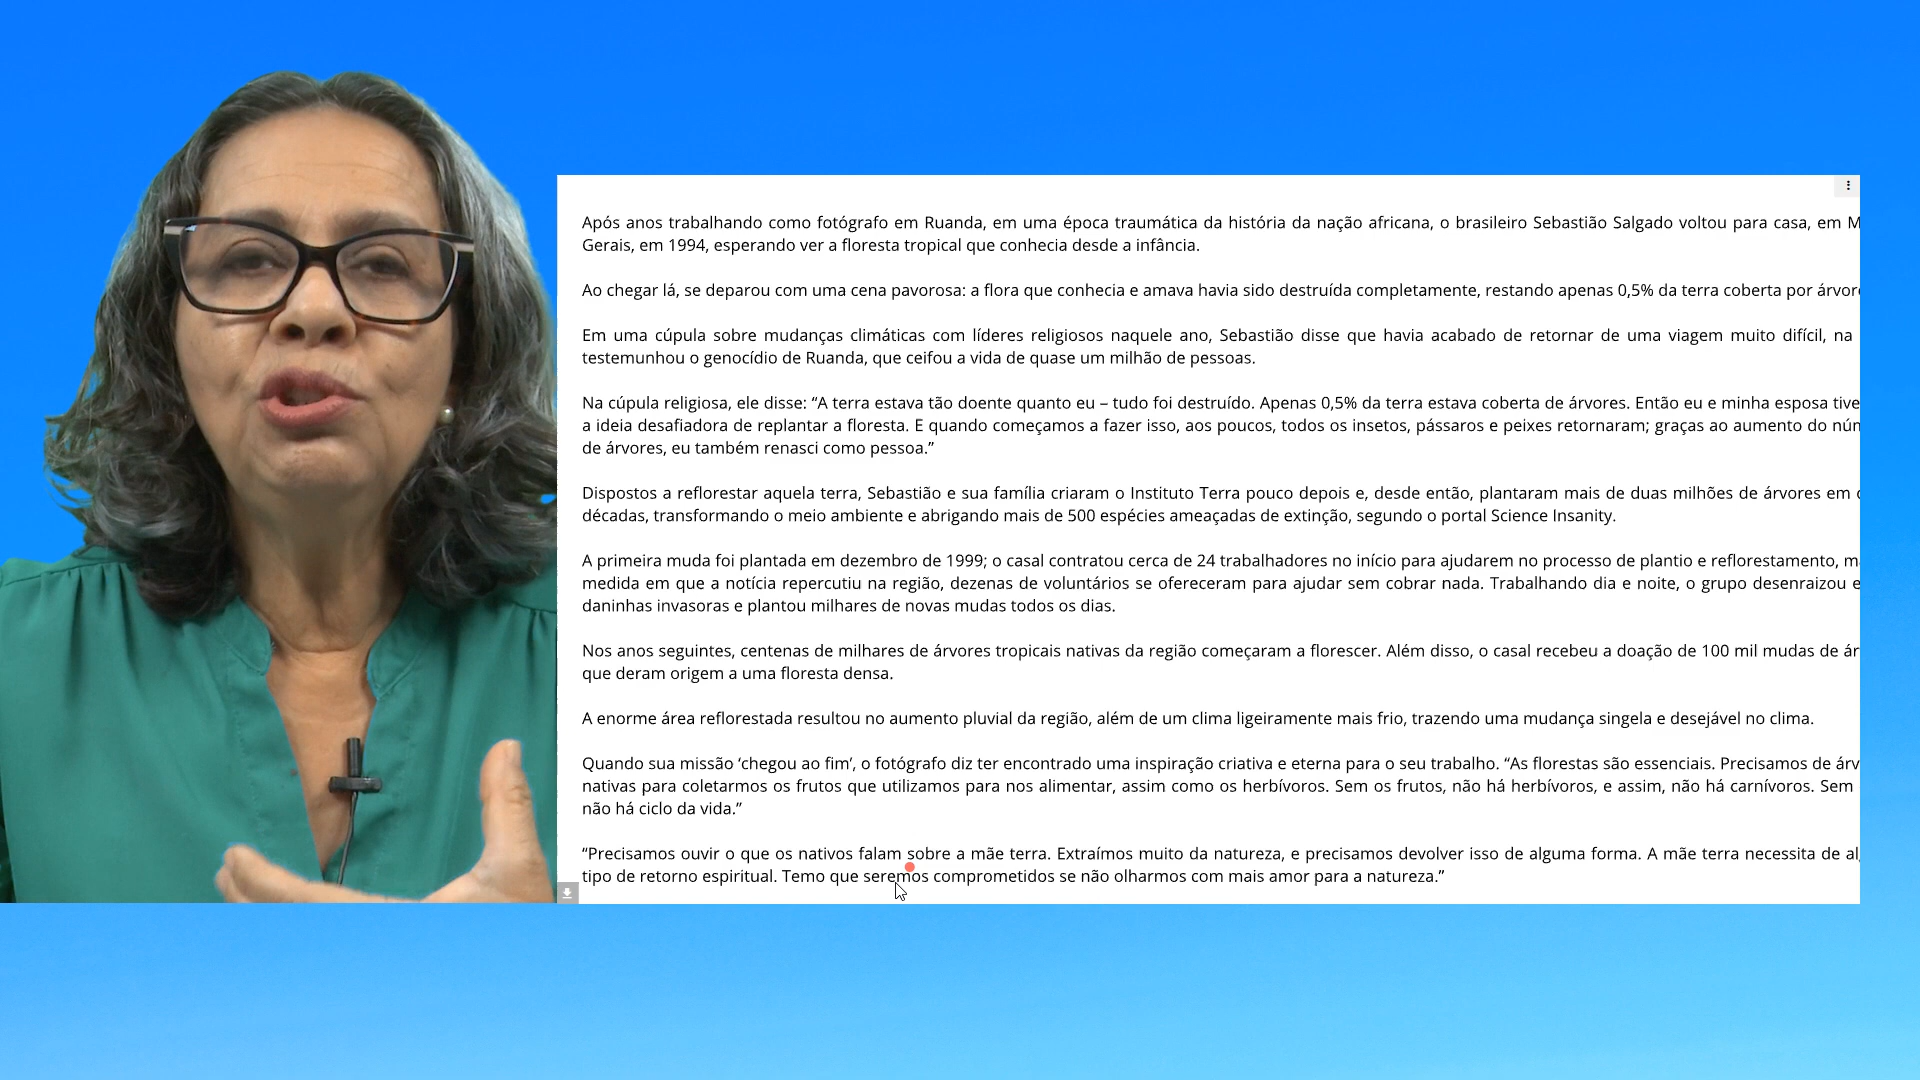 Após anos trabalhando como fotógrafo em Ruanda, em uma época traumática da história da nação africana, o brasileiro Sebastião Salgado voltou para casa, em M
Gerais, em 1994, esperando ver a floresta tropical que conhecia desde a infância.
Ao chegar lá, se deparou com uma cena pavorosa: a flora que conhecia e amava havia sido destruída completamente, restando apenas 0,5% da terra coberta por árvor
Em uma cúpula sobre mudanças climáticas com líderes religiosos naquele ano, Sebastião disse que havia acabado de retornar de uma viagem muito difícil, na
testemunhou o genocídio de Ruanda, que ceifou a vida de quase um milhão de pessoas.
Na cúpula religiosa, ele disse: “A terra estava tão doente quanto eu – tudo foi destruído. Apenas 0,5% da terra estava coberta de árvores. Então eu e minha esposa tive
a ideia desafiadora de replantar a floresta. E quando começamos a fazer isso, aos poucos, todos os insetos, pássaros e peixes retornaram; graças ao aumento do núm
de árvores, eu também renasci como pessoa.”
Dispostos a reflorestar aquela terra, Sebastião e sua família criaram o Instituto Terra pouco depois e, desde então, plantaram mais de duas milhões de árvores em
décadas, transformando o meio ambiente e abrigando mais de 500 espécies ameaçadas de extinção, segundo o portal Science Insanity.
A primeira muda foi plantada em dezembro de 1999; o casal contratou cerca de 24 trabalhadores no início para ajudarem no processo de plantio e reflorestamento, m
medida em que a notícia repercutiu na região, dezenas de voluntários se ofereceram para ajudar sem cobrar nada. Trabalhando dia e noite, o grupo desenraizou e
daninhas invasoras e plantou milhares de novas mudas todos os dias.
Nos anos seguintes, centenas de milhares de árvores tropicais nativas da região começaram a florescer. Além disso, o casal recebeu a doação de 100 mil mudas de ár
que deram origem a uma floresta densa.
A enorme área reflorestada resultou no aumento pluvial da região, além de um clima ligeiramente mais frio, trazendo uma mudança singela e desejável no clima.
Quando sua missão ‘chegou ao fim’, o fotógrafo diz ter encontrado uma inspiração criativa e eterna para o seu trabalho. “As florestas são essenciais. Precisamos de árv
nativas para coletarmos os frutos que utilizamos para nos alimentar, assim como os herbívoros. Sem os frutos, não há herbívoros, e assim, não há carnívoros. Sem
não há ciclo da vida.”
“Precisamos ouvir o que os nativos falam sobre a mãe terra. Extraímos muito da natureza, e precisamos devolver isso de alguma forma. A mãe terra necessita de al
tipo de retorno espiritual. Temo que seremos comprometidos se não olharmos com mais amor para a natureza.”